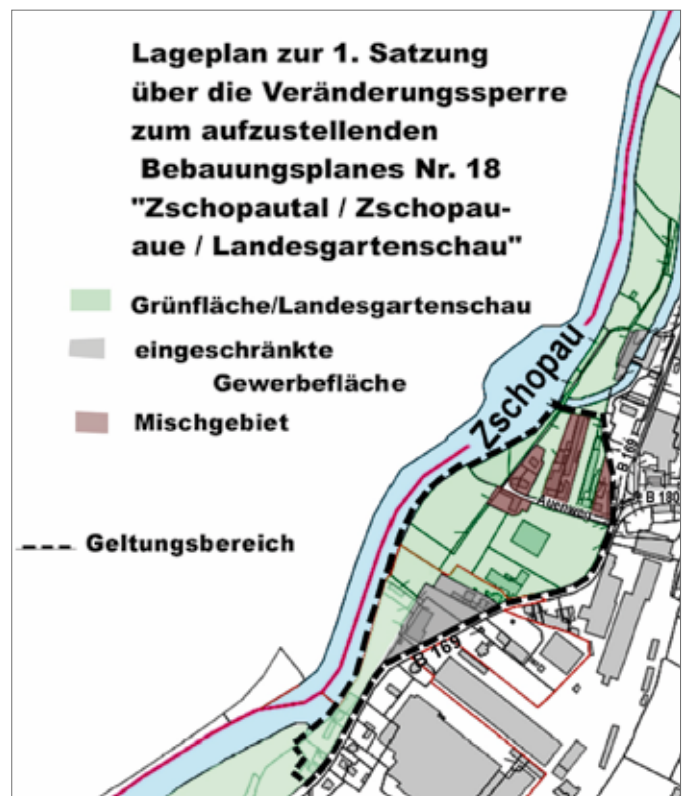 Lageplan zur 1. Satzung
über die Veränderungssperre
zum aufzustellenden
Bebauungsplanes Nr. 18
"Zschopautal / Zschopau-
aue / Landesgartenschau"
Grünfläche/Landesgartenschau
eingeschränkte
Gewerbefläche
Mischgebiet
Geltungsbereich
Zschopau
B 169
B 180
Auenweg
B 169